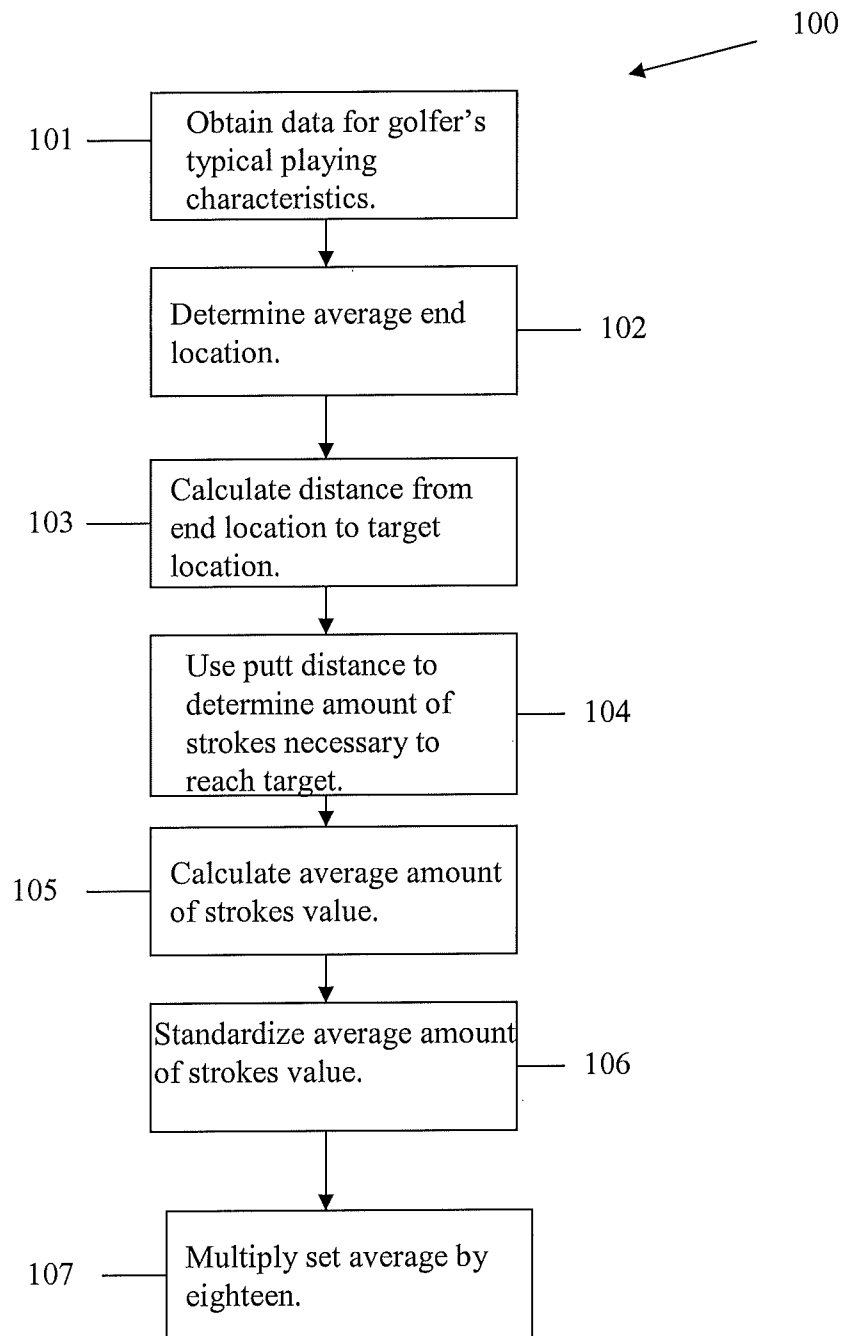 100
101
Obtain data for golfer's
typical playing
characteristics.
Determine average end
location.
102
103
Calculate distance from
end location to target
location.
Use putt distance to
determine amount of
strokes necessary to
reach target.
104
105
Calculate average amount
of strokes value.
Standardize average amount
of strokes value.
106
107
Multiply set average by
eighteen.